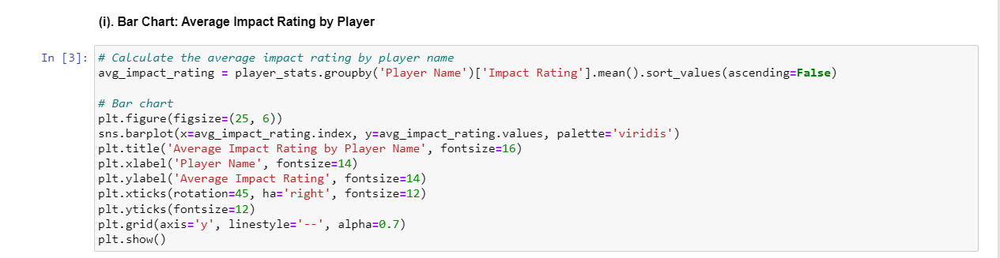 (i). Bar Chart: Average Impact Rating by Player
In [3]: # Calculate the average impact rating by player name
avg_impact_rating = player_stats.groupby('Player Name')['Impact Rating'].mean().sort_values(ascending=False)
# Bar chart
plt.figure(figsize=(25, 6))
sns.barplot(x=avg_impact_rating.index, y=avg_impact_rating.values, palette='viridis')
plt.title('Average Impact Rating by Player Name', fontsize=16)
plt.xlabel('Player Name', fontsize=14)
plt.ylabel('Average Impact Rating', fontsize=14)
plt.xticks(rotation=45, ha='right', fontsize=12)
plt.yticks(fontsize=12)
plt.grid(axis='y', linestyle='--', alpha=0.7)
plt.show()